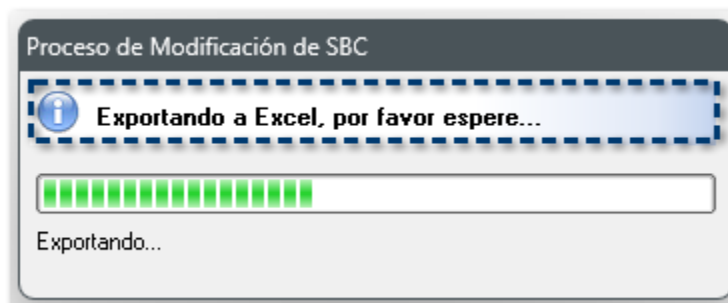 Proceso de Modificación de SBC
Exportando a Excel, por favor espere...
Exportando...